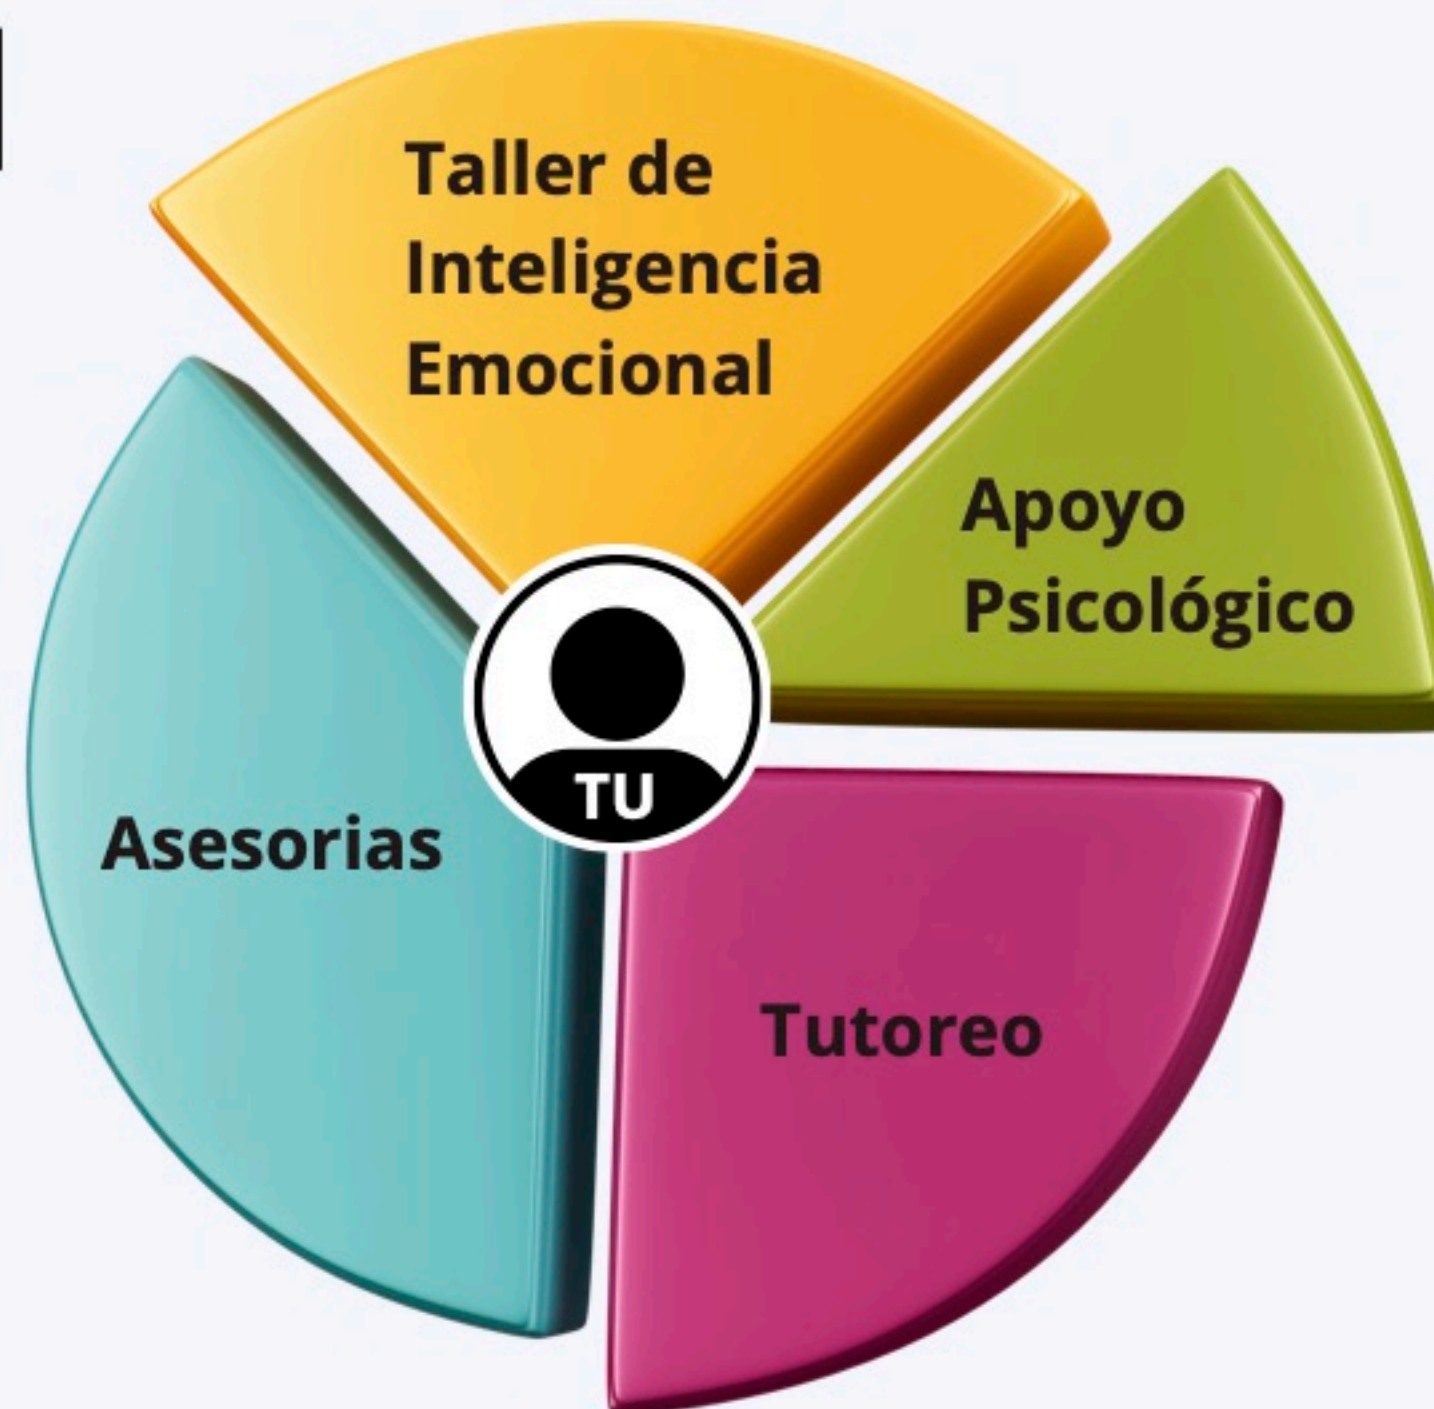 Taller de
Inteligencia
Emocional
Apoyo
Psicológico
TU
Asesorias
Tutoreo